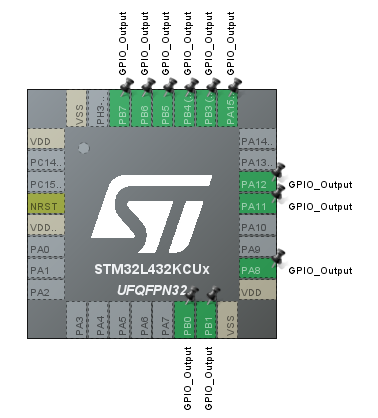 GPIO_Output
GPIO_Output
GPIO_Output
GPIO_Output
GPIO_Output
GPIO_Output
VSS
PH3-..
PB7
PB6
PB5
PB4 (
PB3 (
PA15
VDD
PC14..
PC15..
NRST
VDD..
PA0
PA1
PA2
PA14..
PA13..
PA12 GPIO_Output
PA11 GPIO_Output
PA10
PA9
PA8 GPIO_Output
VDD
ST
STM32L432KCUx
UFQFPN32
PA3
PA4
PA5
PA6
PA7
PB0
PB1
VSS
GPIO_Output
GPIO_Output